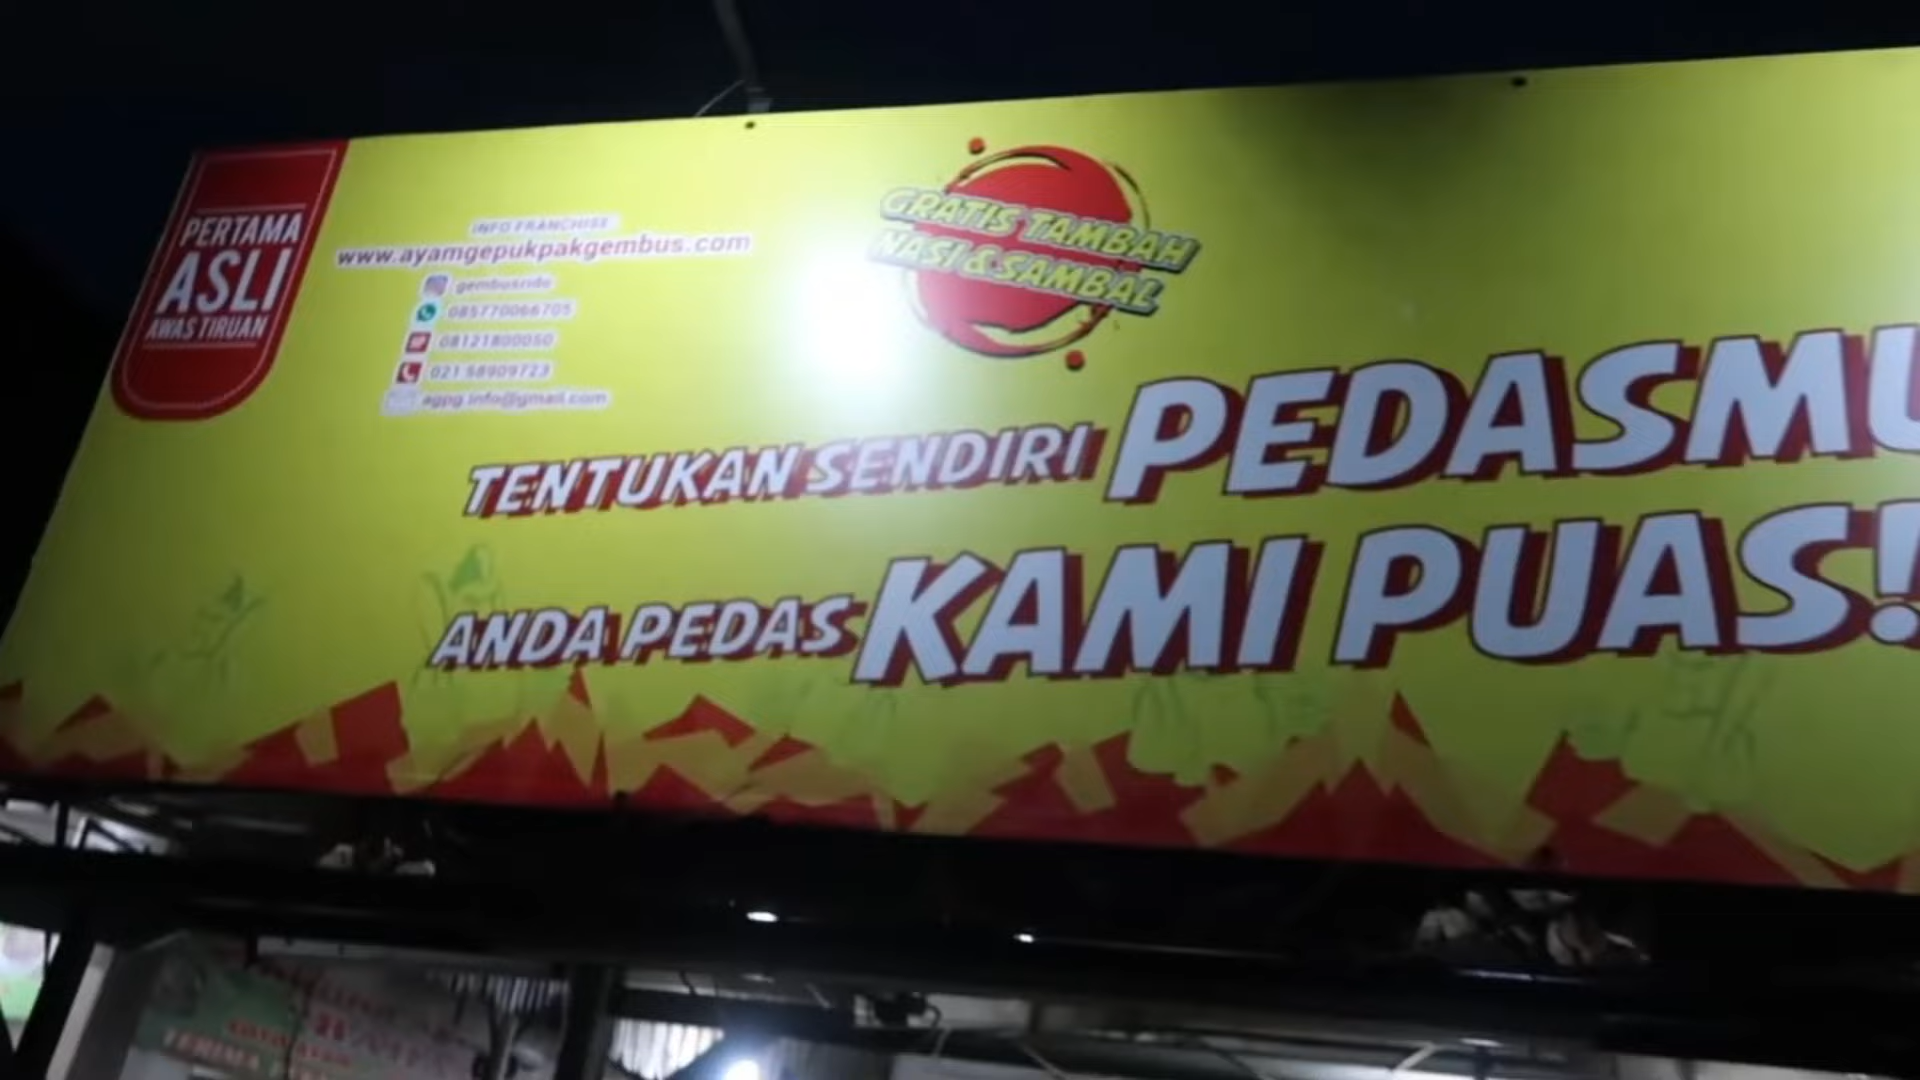 PERTAMA
ASLI
AWAS TIRUAN
INFO FRANCHISE
www.ayamgepukpakgembus.com
gembusrido
085770066705
08121800050
021 58909723
agpg.info@gmail.com
GRATIS TAMBAH
NASI & SAMBAL
TENTUKAN SENDIRI PEDASMU
ANDA PEDAS KAMI PUAS!
TERIMA